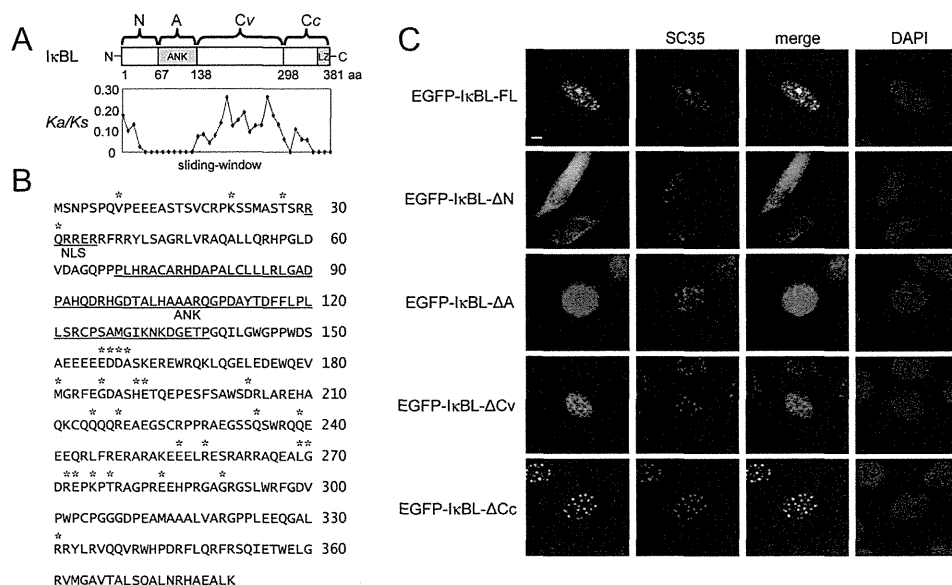 A
N A Cv Cc
IκBL N- ANK LZ -C
1 67 138 298 381 aa
Ka/Ks
0.30
0.20
0.10
0
sliding-window
B
* * *
MSNPSPQVPEEEASTSVCRPKSSMASTSRR 30
*
QRRERRFRRYLSAGRLVRAQALLQRHPGLD 60
NLS
VDAGQPPPLHRACARHDAPALCLLLRLGAD 90
PAHQDRHGDTALHAAARQGPDAYTDFFLPL 120
ANK
LSRCPSAMGIKNKDGETPGQILGWGPPWDS 150
****
AEEEEEDDASKEREWRQKLQGELEDEWQEV 180
* * ** *
MGRFEGDASHETQEPESFSAWSDRLAREHA 210
* * * *
QKCQQQQREAEGSCRPPRAEGSSQSWRQQE 240
* * **
EEQRLFRERARAKEEELRESRARRAQEALG 270
** * * * *
DREPKPTRAGPREEHPRGAGRGSLWRFGDV 300
PWPCPGGGDPEAMAAALVARGPPLEEQGAL 330
*
RRYLRVQQVRWHPDRFLQRFRSQIETWELG 360
RVMGAVTALSQALNRHAEALK
C
SC35 merge DAPI
EGFP-IκBL-FL
EGFP-IκBL-ΔN
EGFP-IκBL-ΔA
EGFP-IκBL-ΔCv
EGFP-IκBL-ΔCc